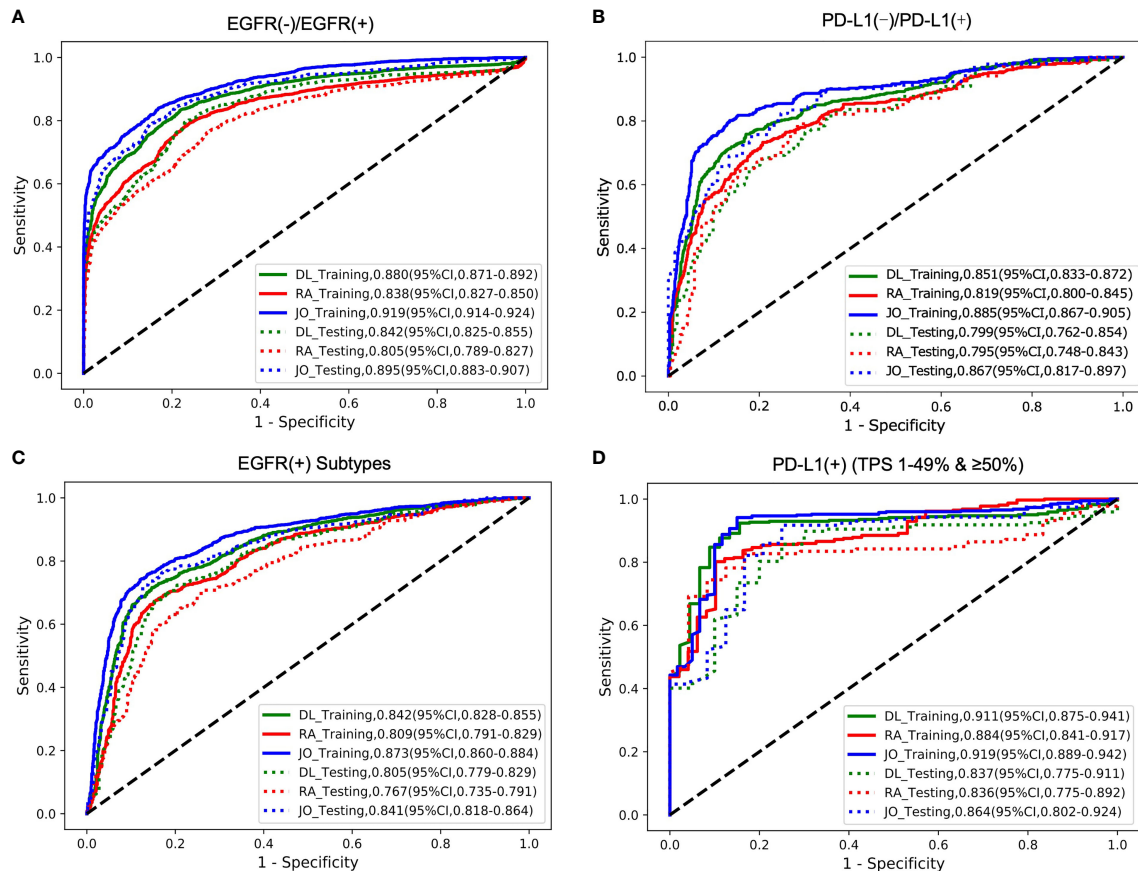 A
EGFR(-)/EGFR(+)
Sensitivity
1.0
0.8
0.6
0.4
0.2
0.0
DL_Training,0.880(95%CI,0.871-0.892)
RA_Training,0.838(95%CI,0.827-0.850)
JO_Training,0.919(95%CI,0.914-0.924)
DL_Testing,0.842(95%CI,0.825-0.855)
RA_Testing,0.805(95%CI,0.789-0.827)
JO_Testing,0.895(95%CI,0.883-0.907)
0.0 0.2 0.4 0.6 0.8 1.0
1 - Specificity
B
PD-L1(−)/PD-L1(+)
Sensitivity
1.0
0.8
0.6
0.4
0.2
0.0
DL_Training,0.851(95%CI,0.833-0.872)
RA_Training,0.819(95%CI,0.800-0.845)
JO_Training,0.885(95%CI,0.867-0.905)
DL_Testing,0.799(95%CI,0.762-0.854)
RA_Testing,0.795(95%CI,0.748-0.843)
JO_Testing,0.867(95%CI,0.817-0.897)
0.0 0.2 0.4 0.6 0.8 1.0
1 - Specificity
C
EGFR(+) Subtypes
Sensitivity
1.0
0.8
0.6
0.4
0.2
0.0
DL_Training,0.842(95%CI,0.828-0.855)
RA_Training,0.809(95%CI,0.791-0.829)
JO_Training,0.873(95%CI,0.860-0.884)
DL_Testing,0.805(95%CI,0.779-0.829)
RA_Testing,0.767(95%CI,0.735-0.791)
JO_Testing,0.841(95%CI,0.818-0.864)
0.0 0.2 0.4 0.6 0.8 1.0
1 - Specificity
D
PD-L1(+) (TPS 1-49% & ≥50%)
Sensitivity
1.0
0.8
0.6
0.4
0.2
0.0
DL_Training,0.911(95%CI,0.875-0.941)
RA_Training,0.884(95%CI,0.841-0.917)
JO_Training,0.919(95%CI,0.889-0.942)
DL_Testing,0.837(95%CI,0.775-0.911)
RA_Testing,0.836(95%CI,0.775-0.892)
JO_Testing,0.864(95%CI,0.802-0.924)
0.0 0.2 0.4 0.6 0.8 1.0
1 - Specificity